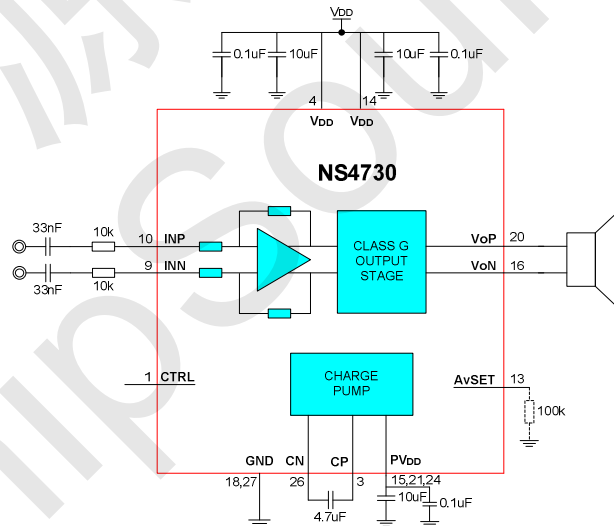 VDD
0.1uF
10uF
10uF
0.1uF
4
14
VDD
VDD
NS4730
33nF
10k
10
INP
CLASS G
OUTPUT
STAGE
VoP
20
9
INN
VoN
16
33nF
10k
1
CTRL
CHARGE
PUMP
AvSET
13
100k
GND
CN
CP
PVDD
18,27
26
3
15,21,24
4.7uF
10uF
0.1uF